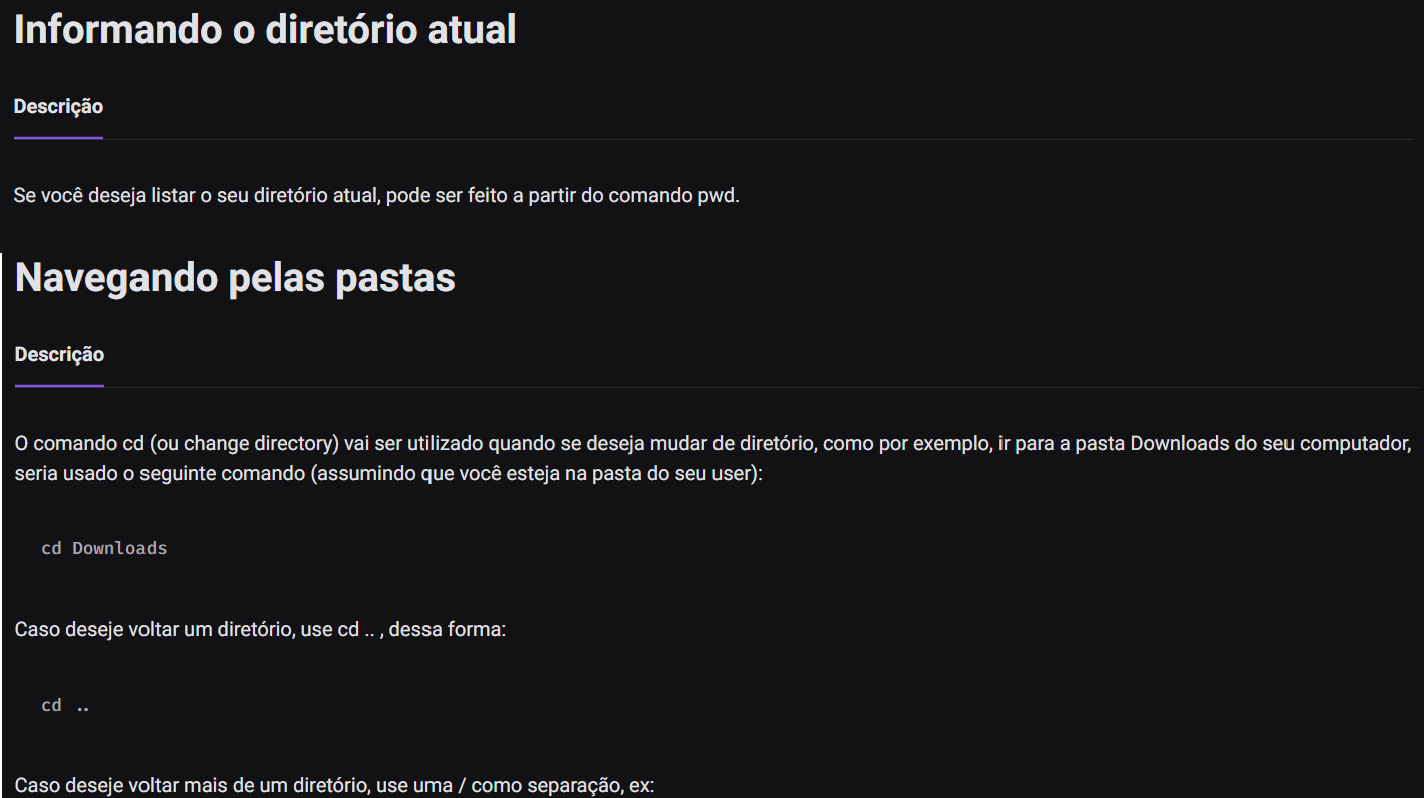 Informando o diretório atual
Descrição
Se você deseja listar o seu diretório atual, pode ser feito a partir do comando pwd.
Navegando pelas pastas
Descrição
O comando cd (ou change directory) vai ser utilizado quando se deseja mudar de diretório, como por exemplo, ir para a pasta Downloads do seu computador,
seria usado o seguinte comando (assumindo que você esteja na pasta do seu user):
cd Downloads
Caso deseje voltar um diretório, use cd .. , dessa forma:
cd ..
Caso deseje voltar mais de um diretório, use uma / como separação, ex: